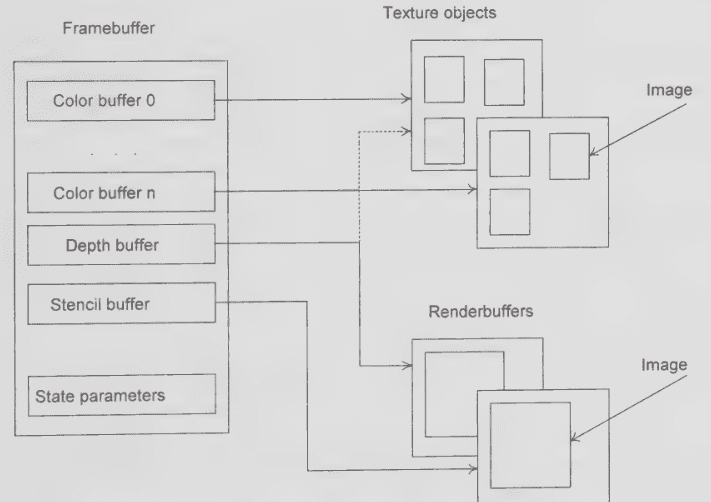 Framebuffer
Texture objects
Color buffer 0
. . .
Color buffer n
Depth buffer
Stencil buffer
State parameters
Image
Renderbuffers
Image